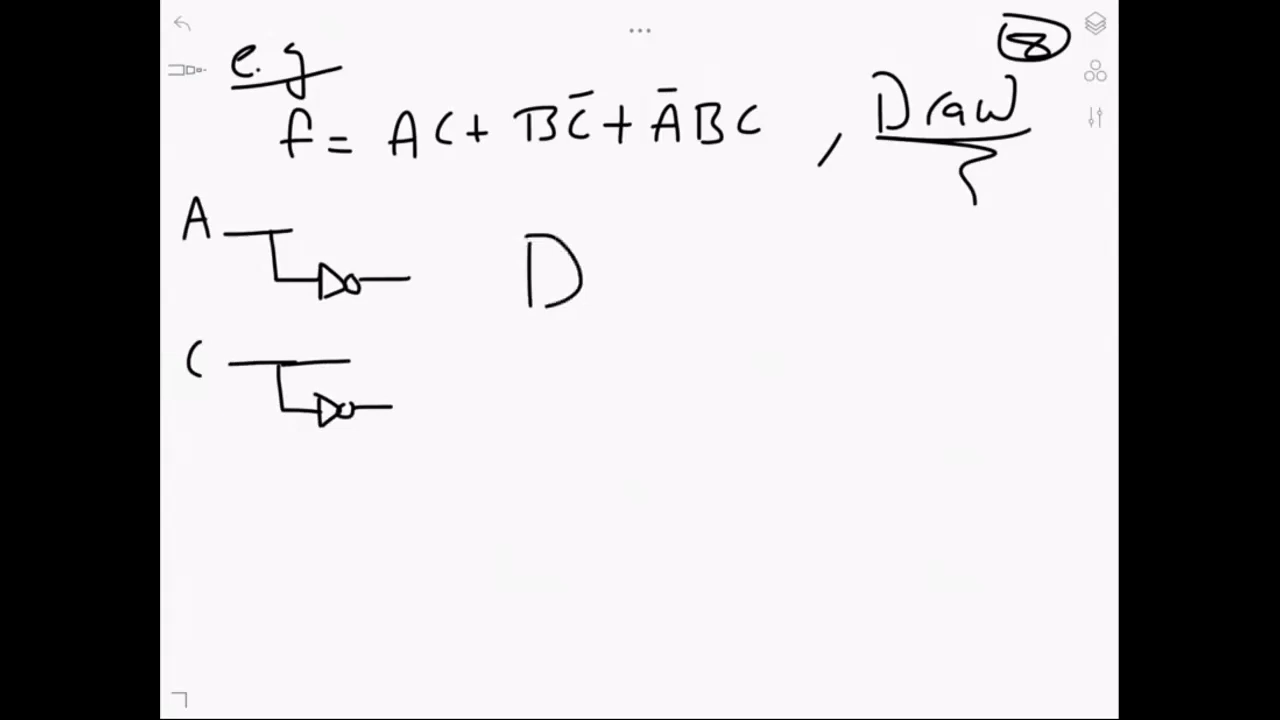 8
e.g
f = AC + BC̄ + ĀBC , Draw
A
C